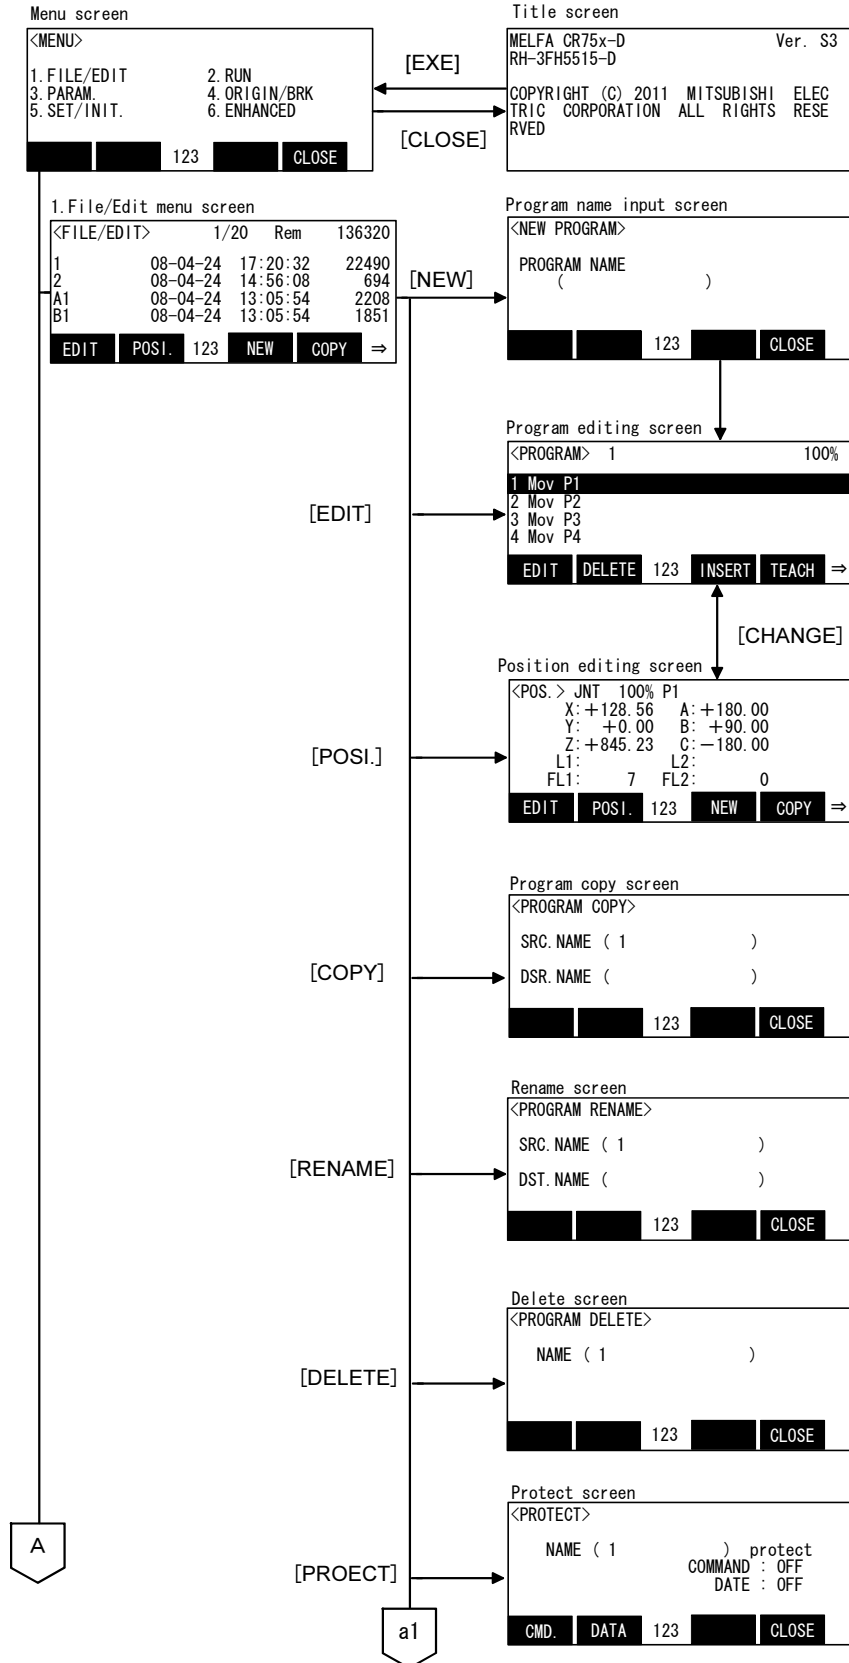 Menu screen
<MENU>
1.FILE/EDIT 2.RUN
3.PARAM. 4.ORIGIN/BRK
5.SET/INIT. 6.ENHANCED
123 CLOSE
[EXE]
[CLOSE]
Title screen
MELFA CR75x-D Ver. S3
RH-3FH5515-D
COPYRIGHT (C) 2011 MITSUBISHI ELEC
TRIC CORPORATION ALL RIGHTS RESE
RVED
1.File/Edit menu screen
<FILE/EDIT> 1/20 Rem 136320
1 08-04-24 17:20:32 22490
2 08-04-24 14:56:08 694
A1 08-04-24 13:05:54 2208
B1 08-04-24 13:05:54 1851
EDIT POSI. 123 NEW COPY ⇒
[NEW]
Program name input screen
<NEW PROGRAM>
PROGRAM NAME
( )
123 CLOSE
[EDIT]
Program editing screen
<PROGRAM> 1 100%
1 Mov P1
2 Mov P2
3 Mov P3
4 Mov P4
EDIT DELETE 123 INSERT TEACH ⇒
[CHANGE]
[POSI.]
Position editing screen
<POS.> JNT 100% P1
X:+128.56 A:+180.00
Y: +0.00 B: +90.00
Z:+845.23 C:-180.00
L1: L2:
FL1: 7 FL2: 0
EDIT POSI. 123 NEW COPY ⇒
[COPY]
Program copy screen
<PROGRAM COPY>
SRC.NAME ( 1 )
DSR.NAME ( )
123 CLOSE
[RENAME]
Rename screen
<PROGRAM RENAME>
SRC.NAME ( 1 )
DST.NAME ( )
123 CLOSE
[DELETE]
Delete screen
<PROGRAM DELETE>
NAME ( 1 )
123 CLOSE
[PROECT]
Protect screen
<PROTECT>
NAME ( 1 ) protect
COMMAND : OFF
DATE : OFF
CMD. DATA 123 CLOSE
A
a1